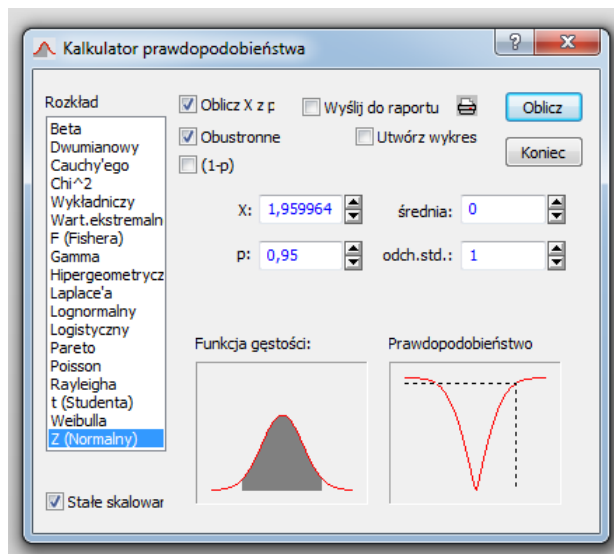 Kalkulator prawdopodobieństwa
?
Rozkład
Beta
Dwumianowy
Cauchy'ego
Chi^2
Wykładniczy
Wart.ekstremaln
F (Fishera)
Gamma
Hipergeometrycz
Laplace'a
Lognormalny
Logistyczny
Pareto
Poisson
Rayleigha
t (Studenta)
Weibulla
Z (Normalny)
Stałe skalowar
Oblicz X z p
Wyślij do raportu
Oblicz
Obustronne
Utwórz wykres
(1-p)
Koniec
X: 1,959964 średnia: 0
p: 0,95 odch.std.: 1
Funkcja gęstości: Prawdopodobieństwo